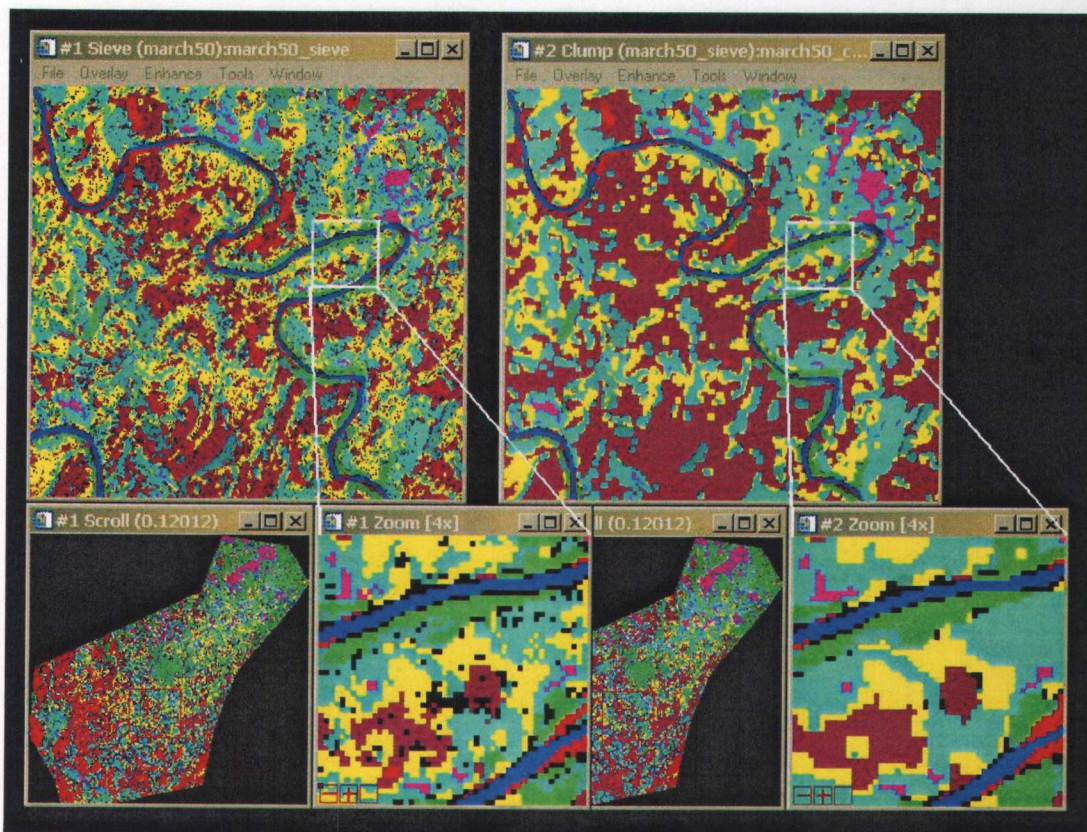 #1 Sieve (march50):march50_sieve
File Overlay Enhance Tools Window
#2 Clump (march50_sieve):march50_c...
File Overlay Enhance Tools Window
#1 Scroll (0.12012)
#1 Zoom [4x]
ll (0.12012)
#2 Zoom [4x]